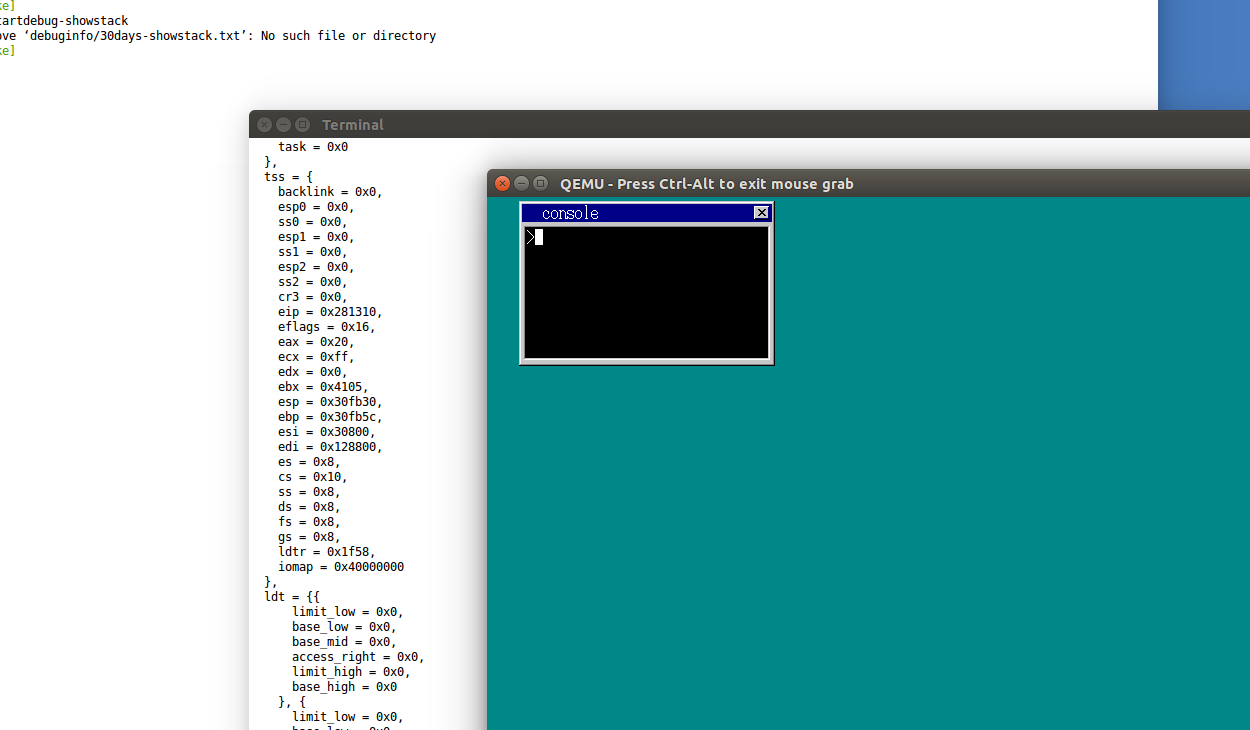 ke]
tartdebug-showstack
ove ‘debuginfo/30days-showstack.txt’: No such file or directory
ke]
Terminal
task = 0x0
},
tss = {
backlink = 0x0,
esp0 = 0x0,
ss0 = 0x0,
esp1 = 0x0,
ss1 = 0x0,
esp2 = 0x0,
ss2 = 0x0,
cr3 = 0x0,
eip = 0x281310,
eflags = 0x16,
eax = 0x20,
ecx = 0xff,
edx = 0x0,
ebx = 0x4105,
esp = 0x30fb30,
ebp = 0x30fb5c,
esi = 0x30800,
edi = 0x128800,
es = 0x8,
cs = 0x10,
ss = 0x8,
ds = 0x8,
fs = 0x8,
gs = 0x8,
ldtr = 0x1f58,
iomap = 0x40000000
},
ldt = {{
limit_low = 0x0,
base_low = 0x0,
base_mid = 0x0,
access_right = 0x0,
limit_high = 0x0,
base_high = 0x0
}, {
limit_low = 0x0,
base_low = 0x0,
QEMU - Press Ctrl-Alt to exit mouse grab
console
>